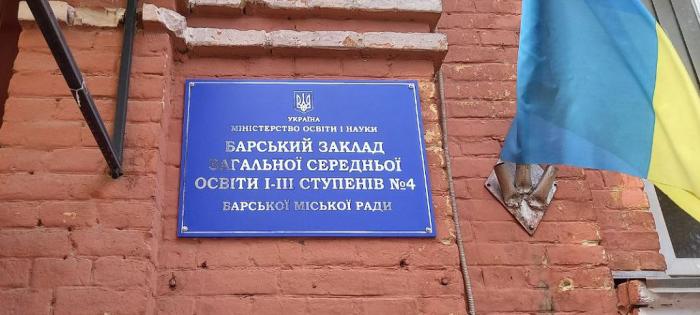 УКРАЇНА
МІНІСТЕРСТВО ОСВІТИ І НАУКИ
БАРСЬКИЙ ЗАКЛАД
ЗАГАЛЬНОЇ СЕРЕДНЬОЇ
ОСВІТИ І-ІІІ СТУПЕНІВ №4
БАРСЬКОЇ МІСЬКОЇ РАДИ